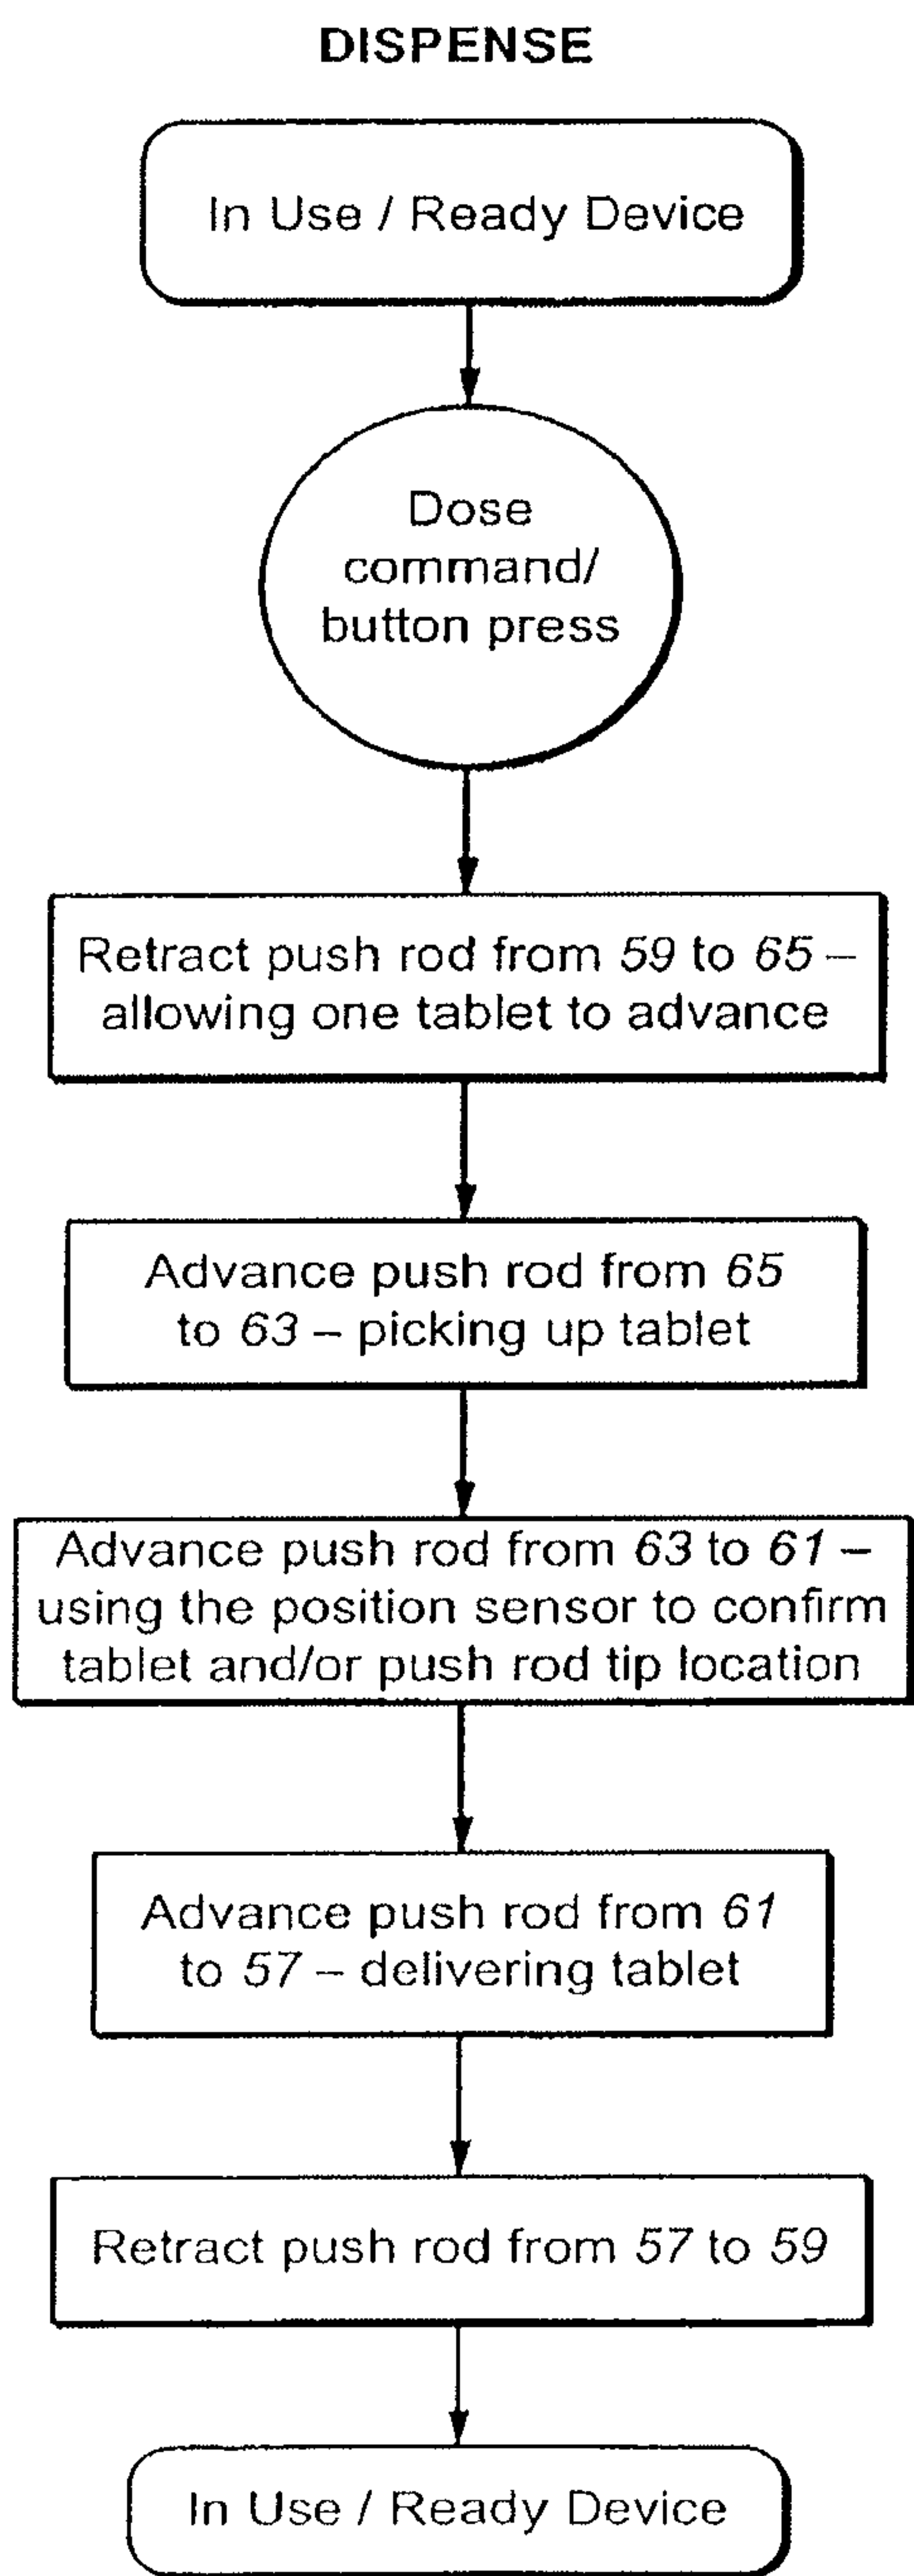 DISPENSE
In Use / Ready Device
Dose
command/
button press
Retract push rod from 59 to 65 –
allowing one tablet to advance
Advance push rod from 65
to 63 – picking up tablet
Advance push rod from 63 to 61 –
using the position sensor to confirm
tablet and/or push rod tip location
Advance push rod from 61
to 57 – delivering tablet
Retract push rod from 57 to 59
In Use / Ready Device